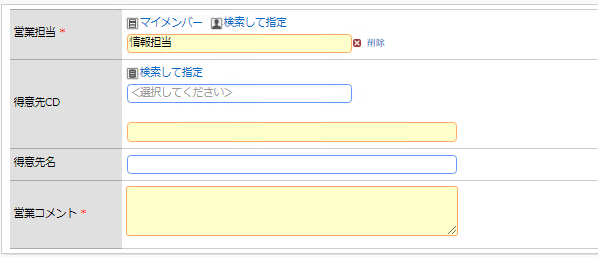 営業担当 *
マイメンバー 検索して指定
情報担当 削除
得意先CD
検索して指定
＜選択してください＞
得意先名
営業コメント *